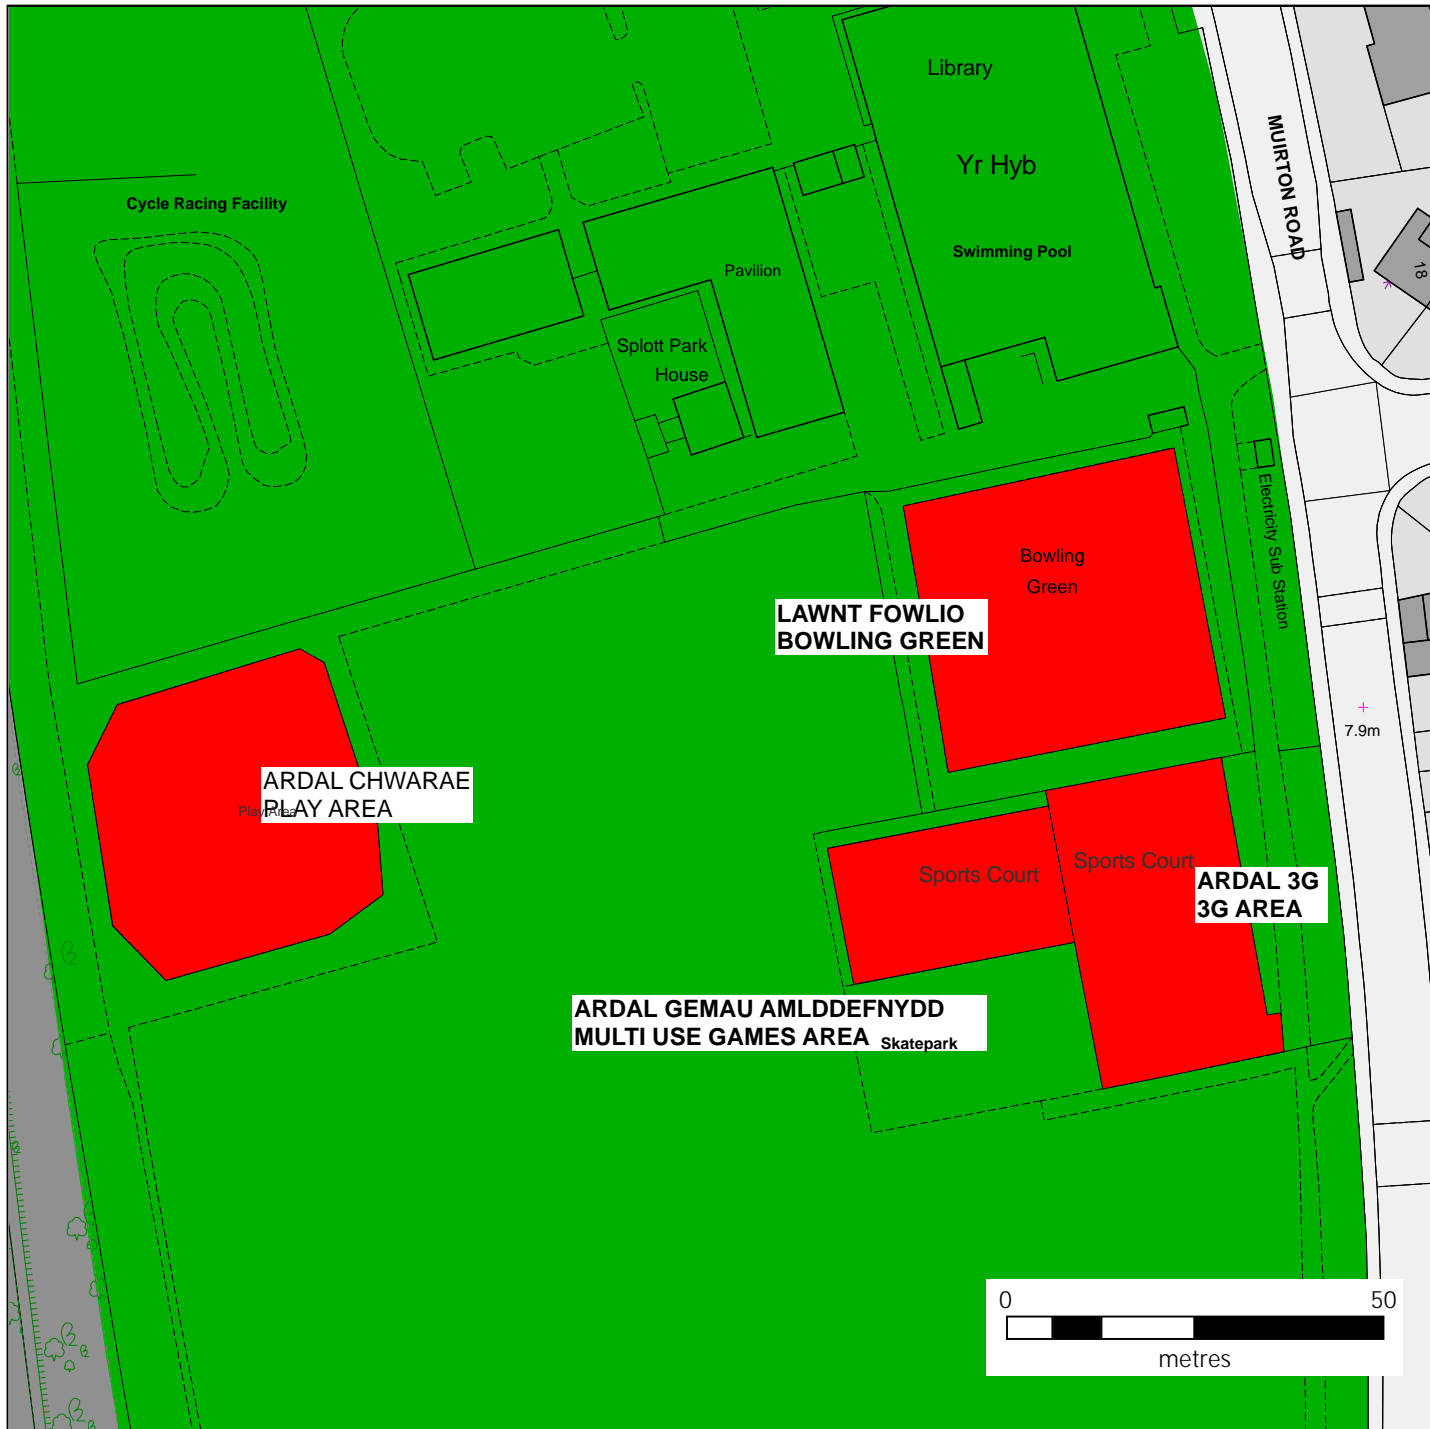 Library
Yr Hyb
Swimming Pool
MUIRTON ROAD
18
Cycle Racing Facility
Pavilion
Splott Park
House
Electricity Sub Station
Bowling
Green
LAWNT FOWLIO
BOWLING GREEN
7.9m
ARDAL CHWARAE
PLAY AREA
Play Area
Sports Court
Sports Court
ARDAL 3G
3G AREA
ARDAL GEMAU AMLDDEFNYDD
MULTI USE GAMES AREA
Skatepark
0 50
metres